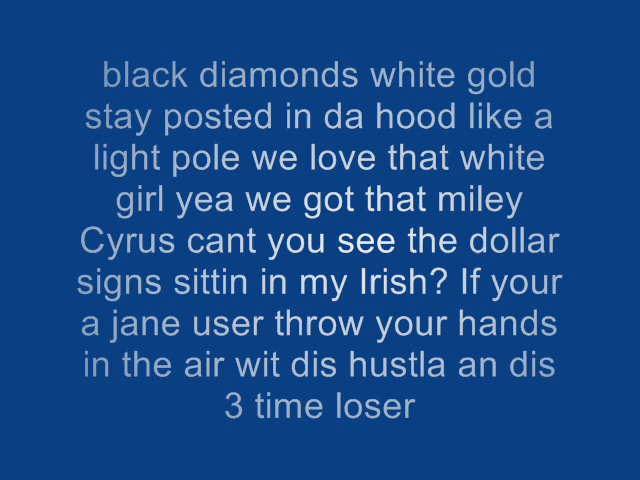 black diamonds white gold
stay posted in da hood like a
light pole we love that white
girl yea we got that miley
Cyrus cant you see the dollar
signs sittin in my Irish? If your
a jane user throw your hands
in the air wit dis hustla an dis
3 time loser